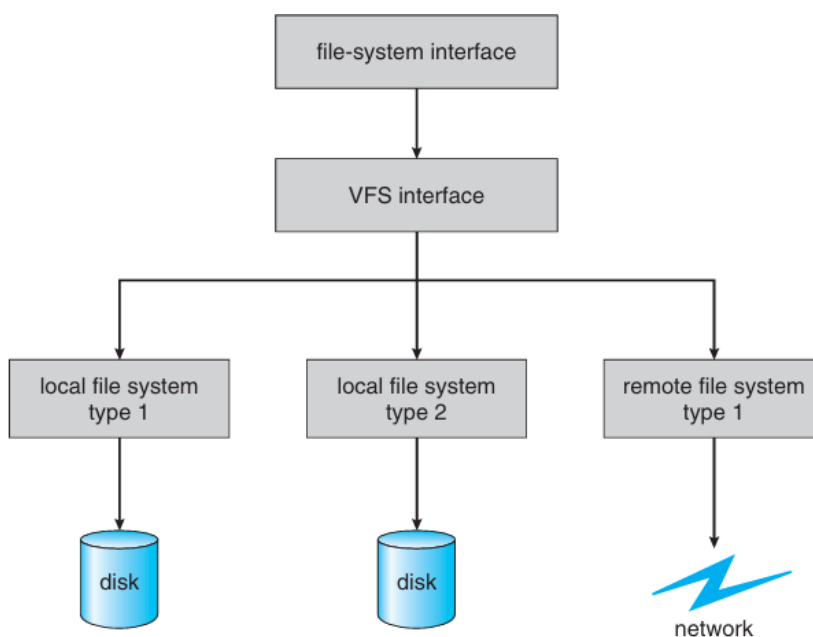 file-system interface
VFS interface
local file system
type 1
local file system
type 2
remote file system
type 1
disk
disk
network